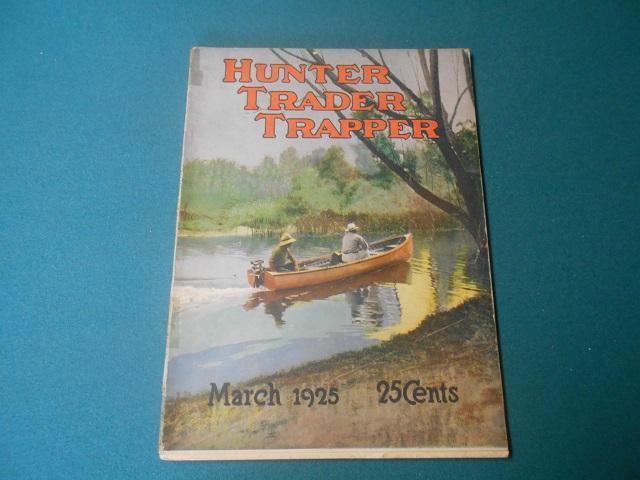 HUNTER
TRADER
TRAPPER
March 1925 25Cents